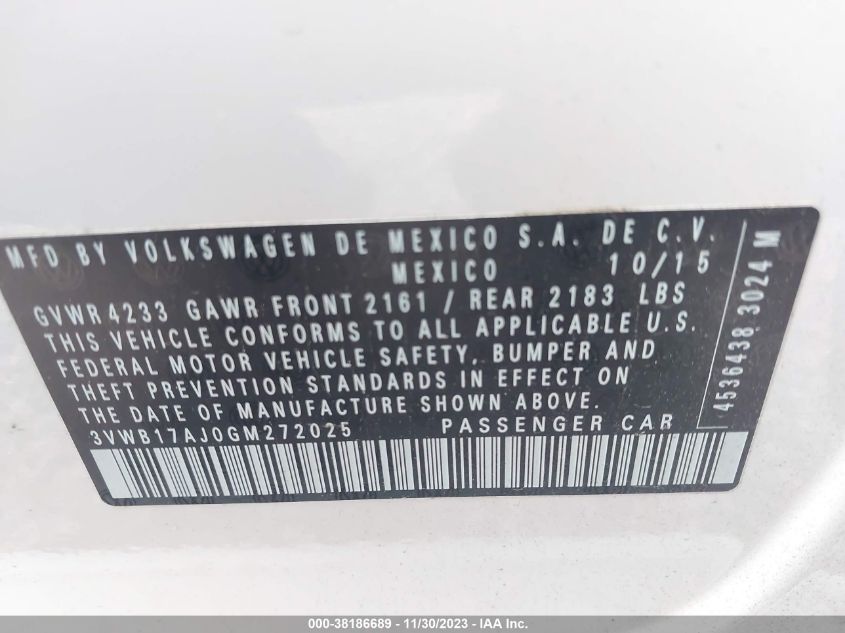 MFD BY VOLKSWAGEN DE MEXICO S.A. DE C.V.
MEXICO 10/15
GVWR 4233 GAWR FRONT 2161 / REAR 2183 LBS
THIS VEHICLE CONFORMS TO ALL APPLICABLE U.S.
FEDERAL MOTOR VEHICLE SAFETY, BUMPER AND
THEFT PREVENTION STANDARDS IN EFFECT ON
THE DATE OF MANUFACTURE SHOWN ABOVE.
3VWB17AJ0GM272025 PASSENGER CAR
4536438 3024 M
000-38186689 - 11/30/2023 - IAA Inc.